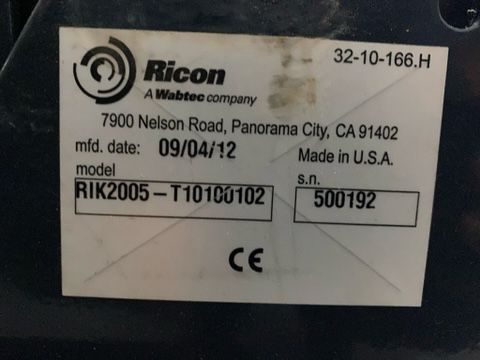 32-10-166.H
Ricon
A Wabtec company
7900 Nelson Road, Panorama City, CA 91402
mfd. date: 09/04/12 Made in U.S.A.
model s.n.
RIK2005-T10100102 500192
CE